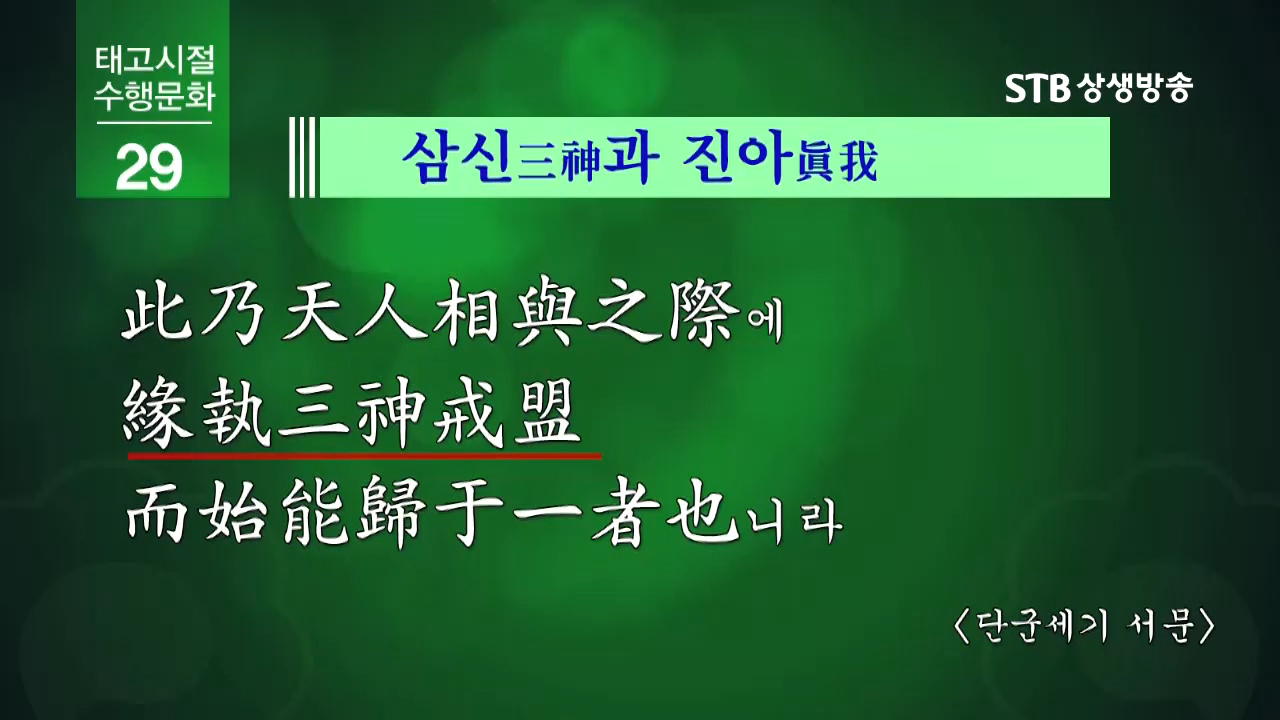 태고시절
수행문화
29
STB 상생방송
삼신三神과 진아眞我
此乃天人相與之際에
緣執三神戒盟
而始能歸于一者也니라
〈단군세기 서문〉